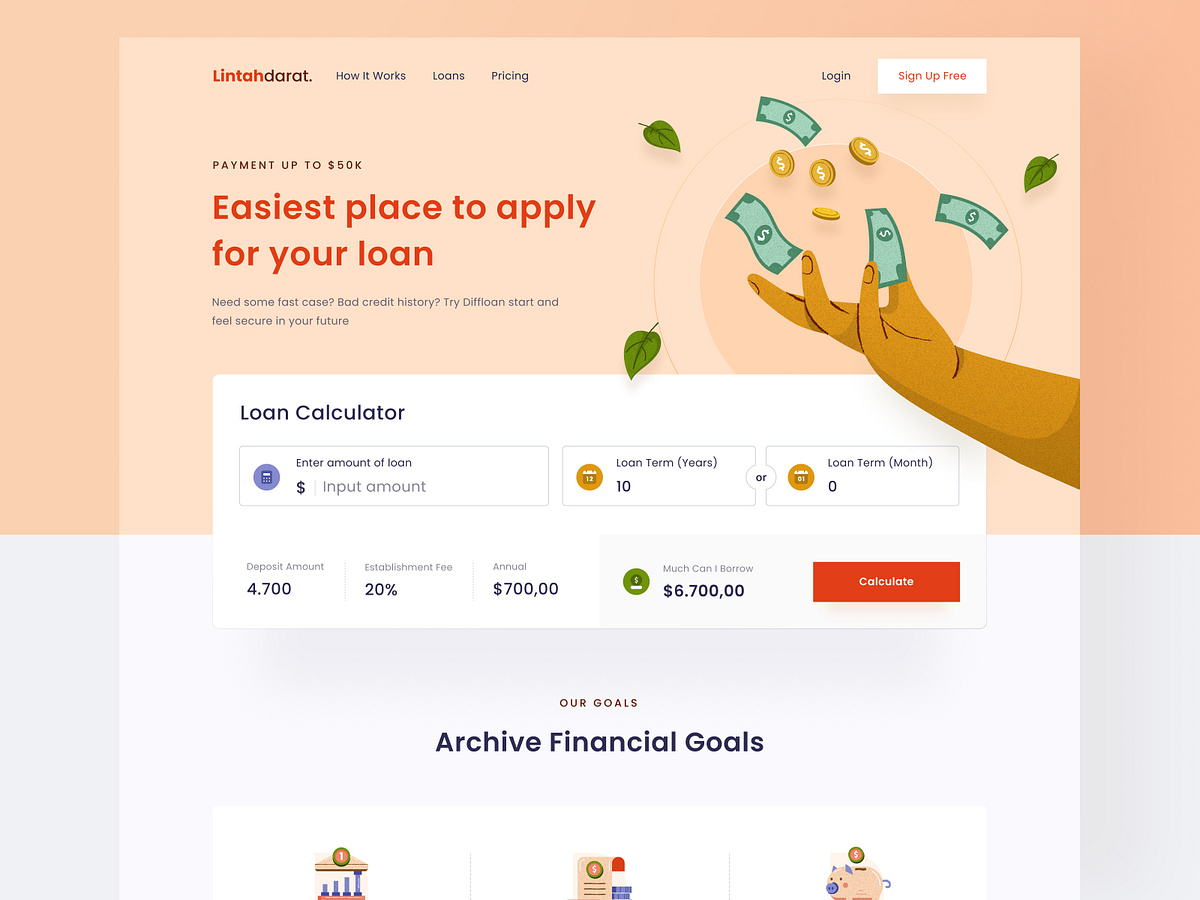 Lintahdarat.
How It Works
Loans
Pricing
Login
Sign Up Free
PAYMENT UP TO $50K
Easiest place to apply
for your loan
Need some fast case? Bad credit history? Try Diffloan start and
feel secure in your future
Loan Calculator
Enter amount of loan
$ Input amount
12
Loan Term (Years)
10
or
01
Loan Term (Month)
0
Deposit Amount
4.700
Establishment Fee
20%
Annual
$700,00
Much Can I Borrow
$6.700,00
Calculate
OUR GOALS
Archive Financial Goals
1
$
$